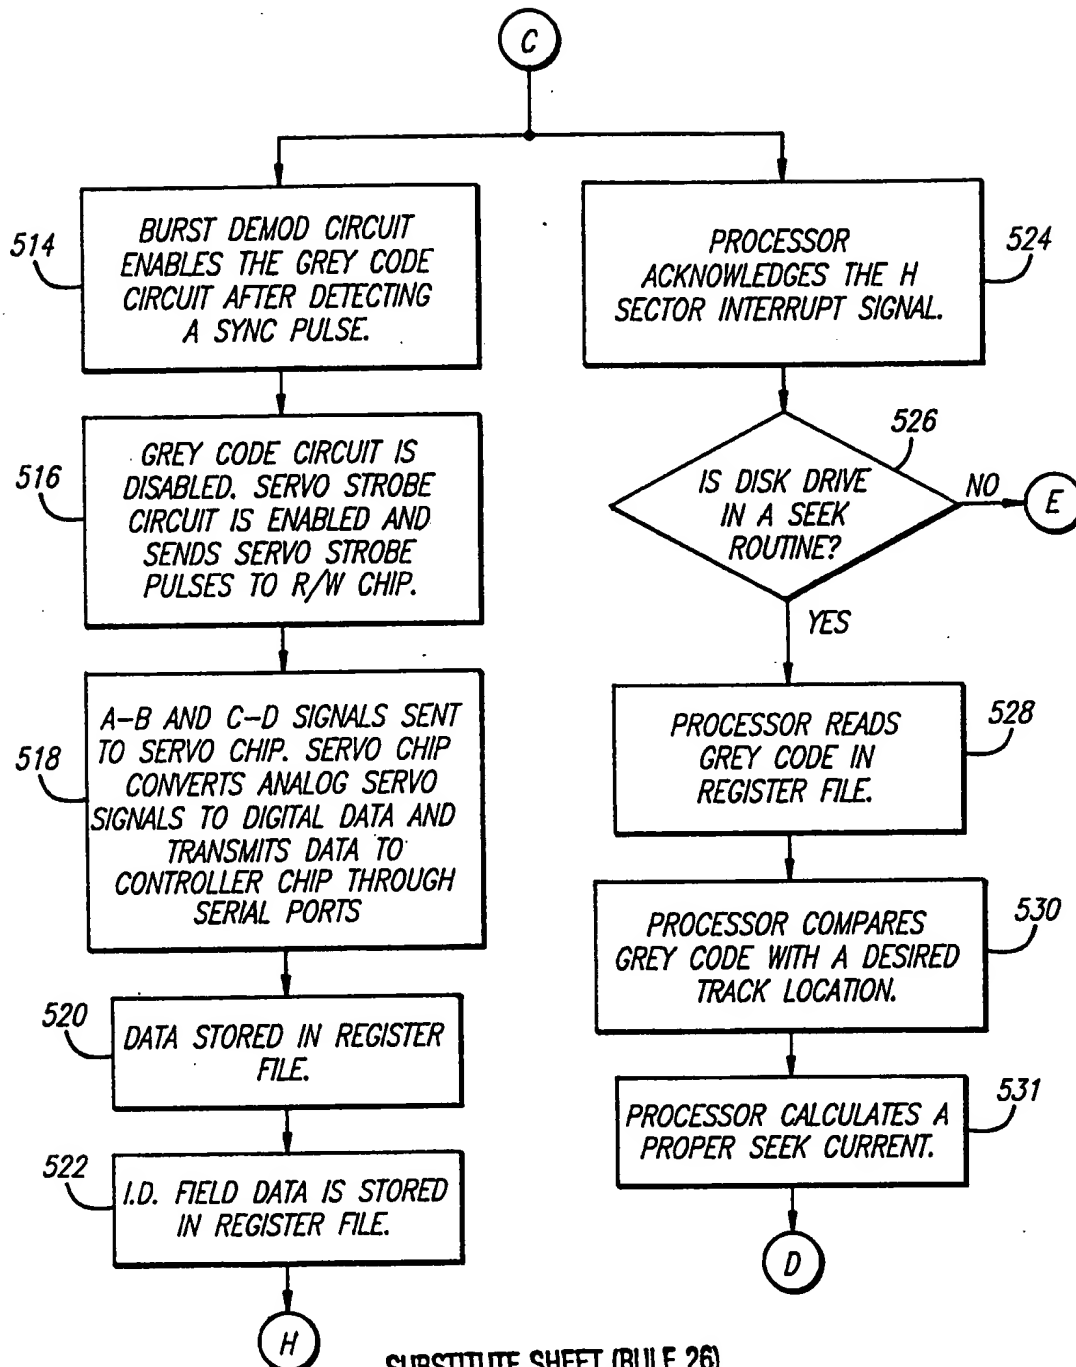 C
514
BURST DEMOD CIRCUIT
ENABLES THE GREY CODE
CIRCUIT AFTER DETECTING
A SYNC PULSE.
516
GREY CODE CIRCUIT IS
DISABLED. SERVO STROBE
CIRCUIT IS ENABLED AND
SENDS SERVO STROBE
PULSES TO R/W CHIP.
518
A-B AND C-D SIGNALS SENT
TO SERVO CHIP. SERVO CHIP
CONVERTS ANALOG SERVO
SIGNALS TO DIGITAL DATA AND
TRANSMITS DATA TO
CONTROLLER CHIP THROUGH
SERIAL PORTS
520
DATA STORED IN REGISTER
FILE.
522
I.D. FIELD DATA IS STORED
IN REGISTER FILE.
H
524
PROCESSOR
ACKNOWLEDGES THE H
SECTOR INTERRUPT SIGNAL.
526
IS DISK DRIVE
IN A SEEK
ROUTINE?
NO
E
YES
528
PROCESSOR READS
GREY CODE IN
REGISTER FILE.
530
PROCESSOR COMPARES
GREY CODE WITH A DESIRED
TRACK LOCATION.
531
PROCESSOR CALCULATES A
PROPER SEEK CURRENT.
D
SUBSTITUTE SHEET (RULE 26)